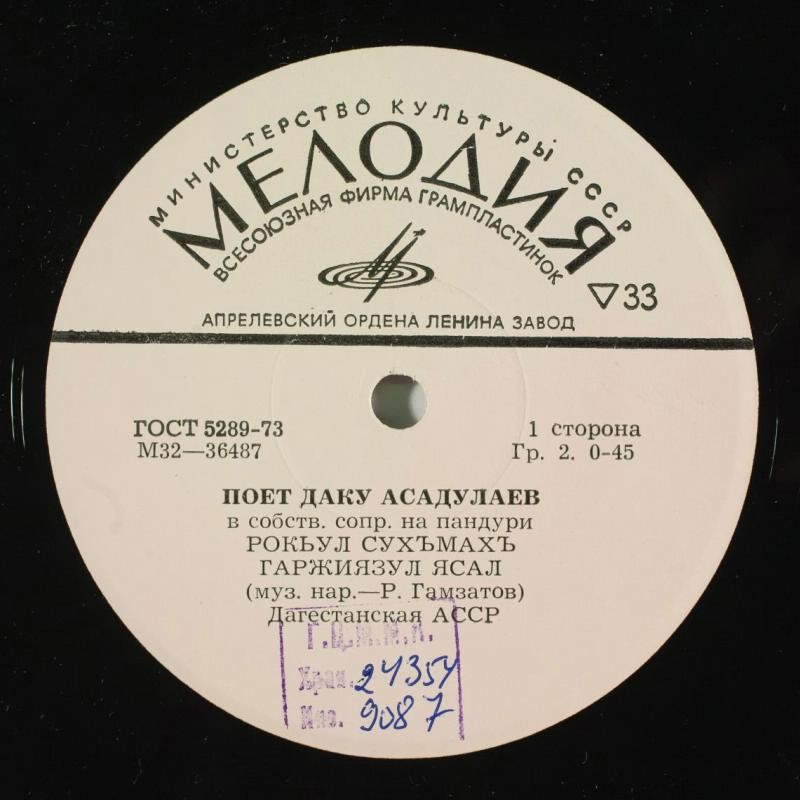 МИНИСТЕРСТВО КУЛЬТУРЫ СССР
МЕЛОДИЯ
ВСЕСОЮЗНАЯ ФИРМА ГРАМПЛАСТИНОК
33
АПРЕЛЕВСКИЙ ОРДЕНА ЛЕНИНА ЗАВОД
ГОСТ 5289-73
М32—36487
1 сторона
Гр. 2. 0-45
ПОЕТ ДАКУ АСАДУЛАЕВ
в собств. сопр. на пандури
РОКЬУЛ СУХЪМАХЪ
ГАРЖИЯЗУЛ ЯСАЛ
(муз. нар.—Р. Гамзатов)
Дагестанская АССР
Хран. 24354
Инв. 9087